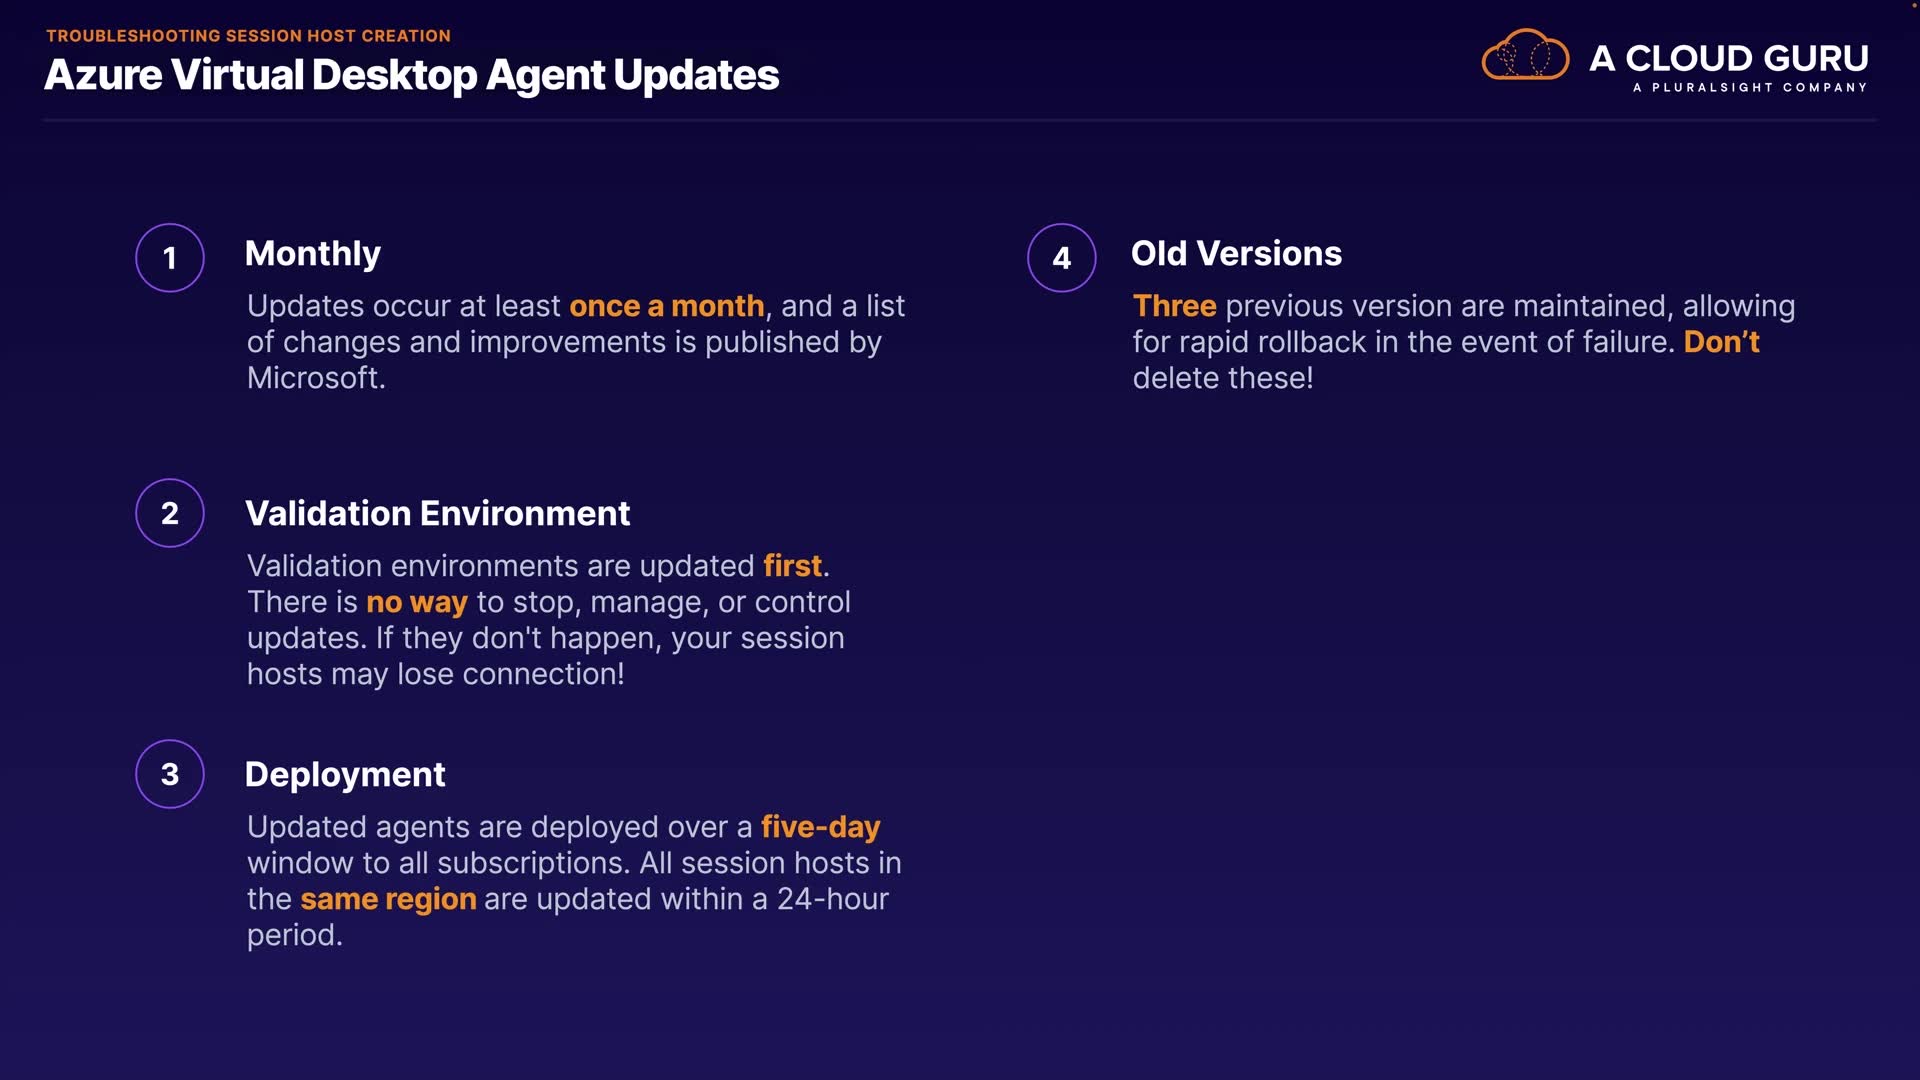 TROUBLESHOOTING SESSION HOST CREATION
Azure Virtual Desktop Agent Updates
A CLOUD GURU
A PLURALSIGHT COMPANY
1
Monthly
Updates occur at least once a month, and a list
of changes and improvements is published by
Microsoft.
2
Validation Environment
Validation environments are updated first.
There is no way to stop, manage, or control
updates. If they don't happen, your session
hosts may lose connection!
3
Deployment
Updated agents are deployed over a five-day
window to all subscriptions. All session hosts in
the same region are updated within a 24-hour
period.
4
Old Versions
Three previous version are maintained, allowing
for rapid rollback in the event of failure. Don’t
delete these!